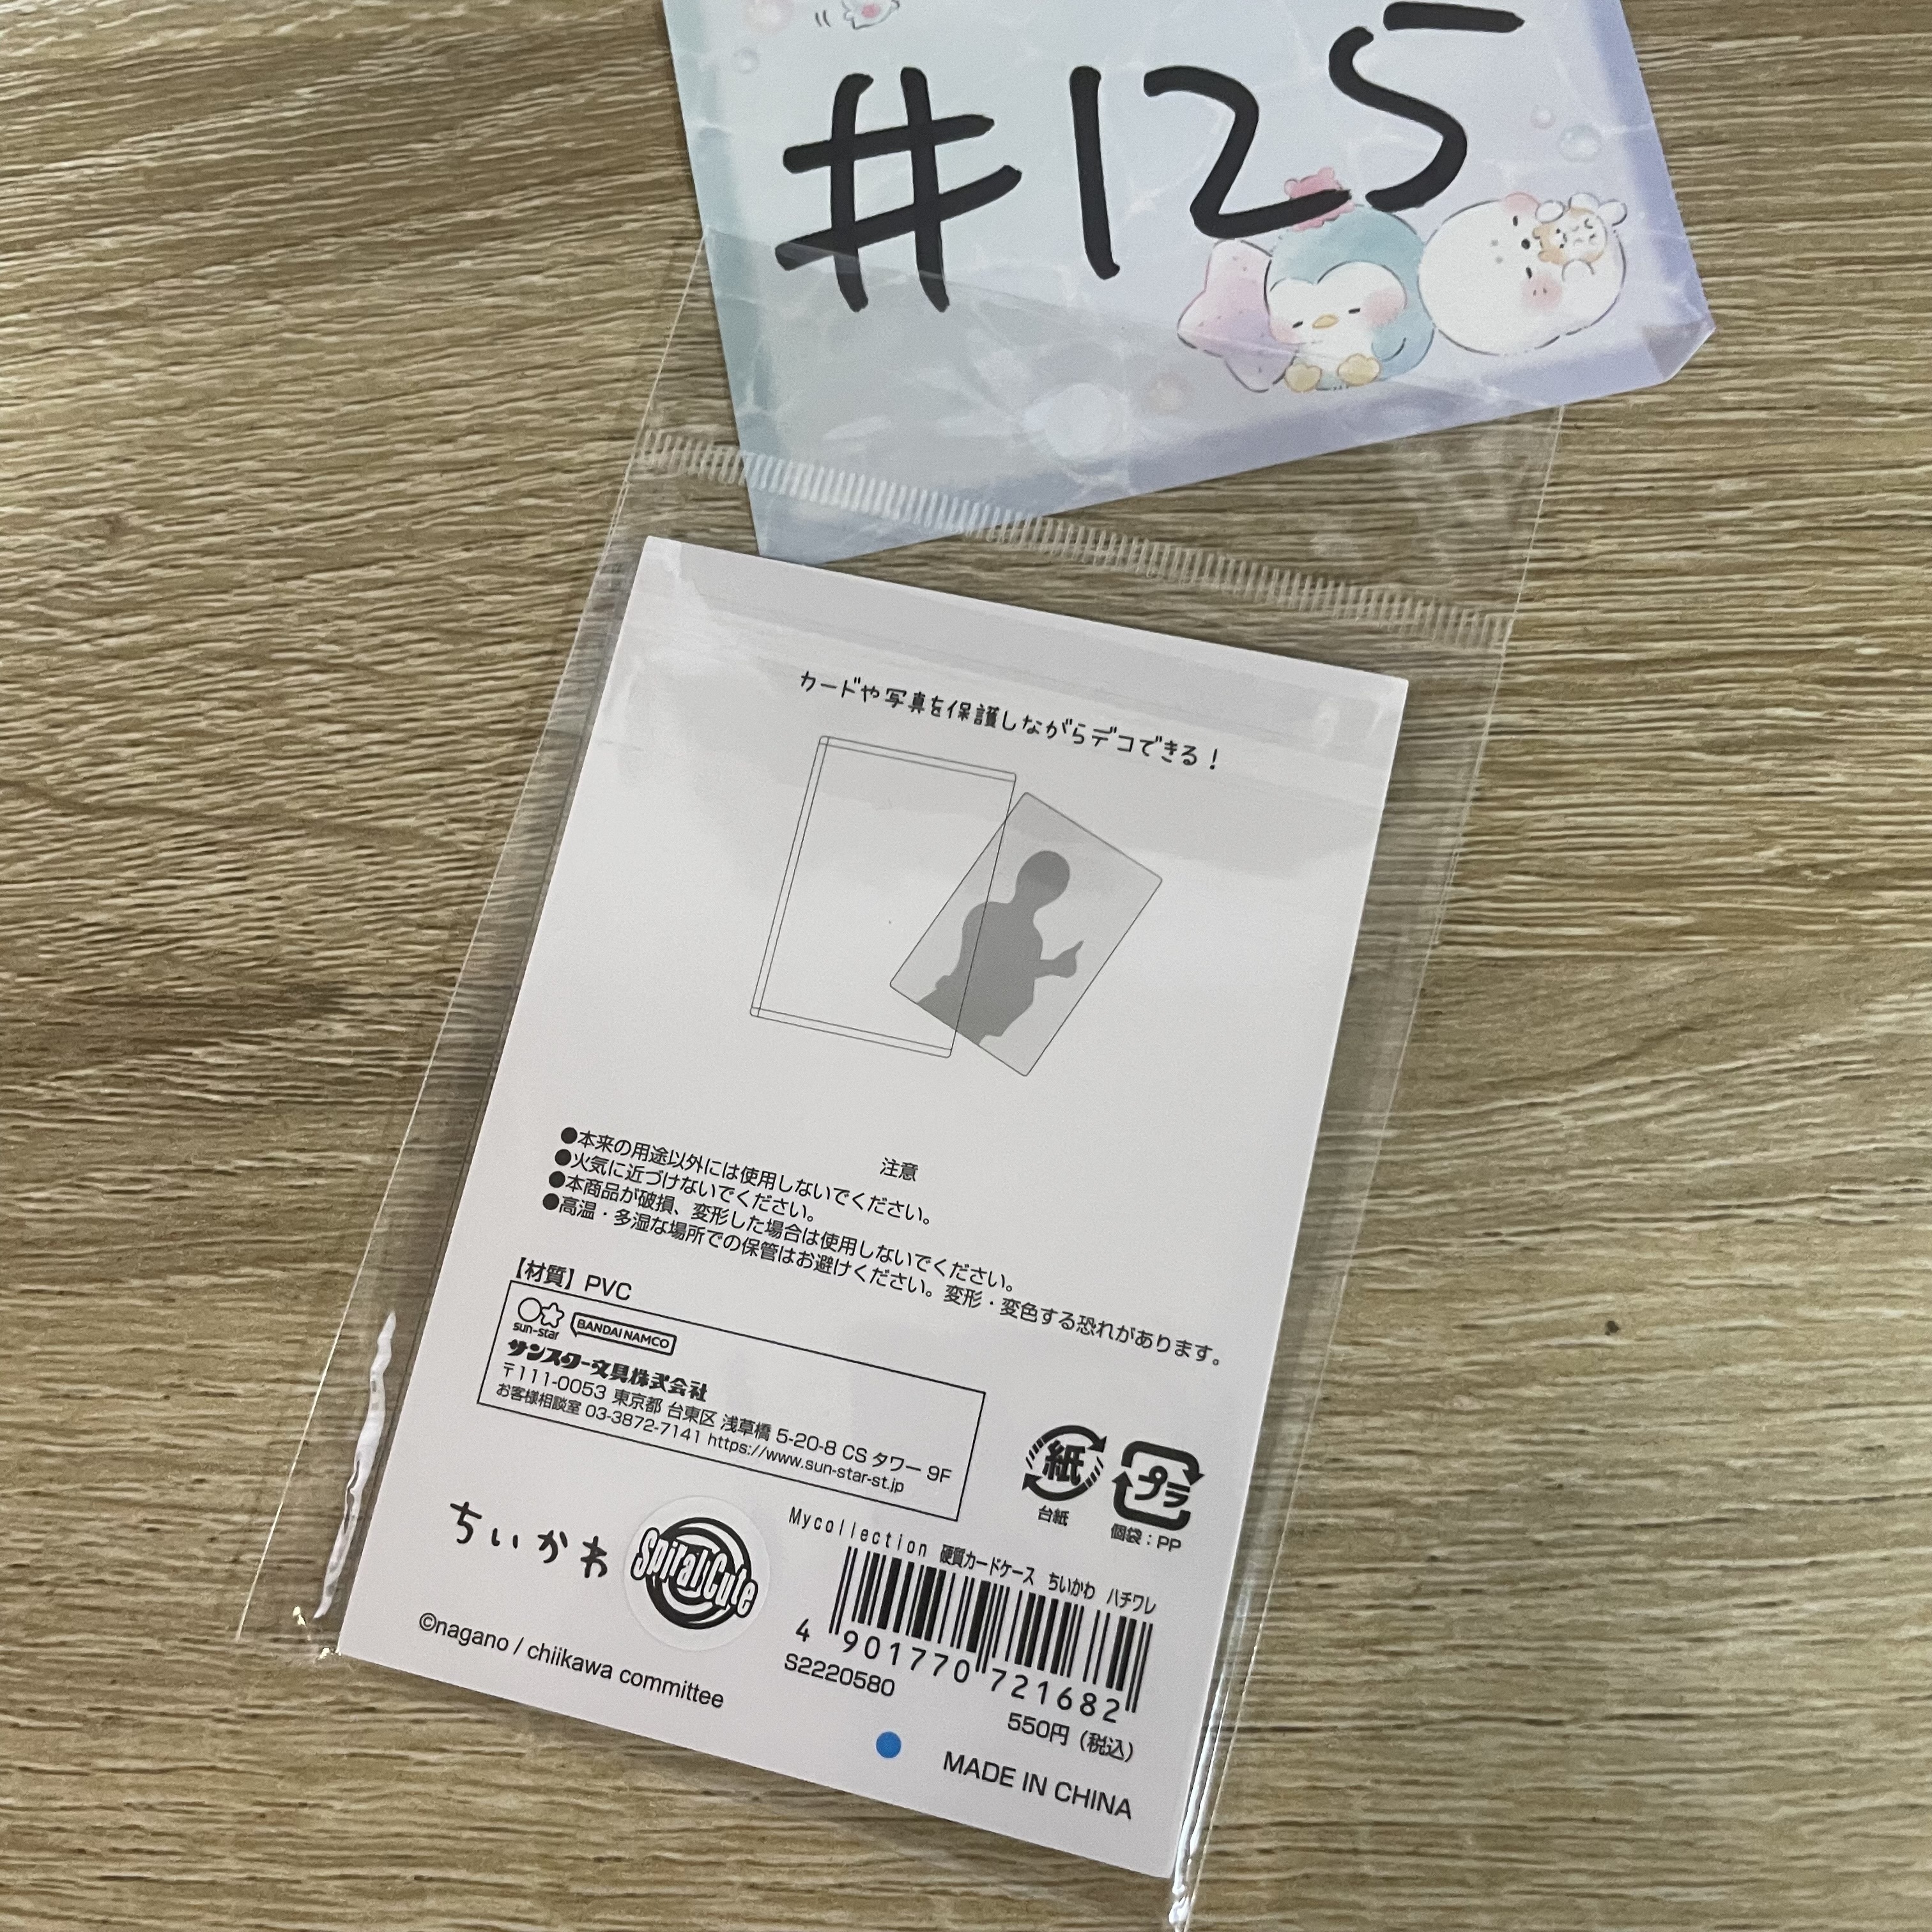 #125
カードや写真を保護しながらデコできる！
注意
●本来の用途以外には使用しないでください。
●火気に近づけないでください。
●本商品が破損、変形した場合は使用しないでください。
●高温・多湿な場所での保管はお避けください。変形・変色する恐れがあります。
【材質】PVC
sun-star BANDAI NAMCO
サンスター文具株式会社
〒111-0053 東京都 台東区 浅草橋 5-20-8 CS タワー 9F
お客様相談室 03-3872-7141 https://www.sun-star-st.jp
紙
台紙
プラ
個袋：PP
ちいかわ
SpiralCute
©nagano / chiikawa committee
Mycollection 硬質カードケース ちいかわ ハチワレ
4 901770 721682
S2220580
550円（税込）
MADE IN CHINA